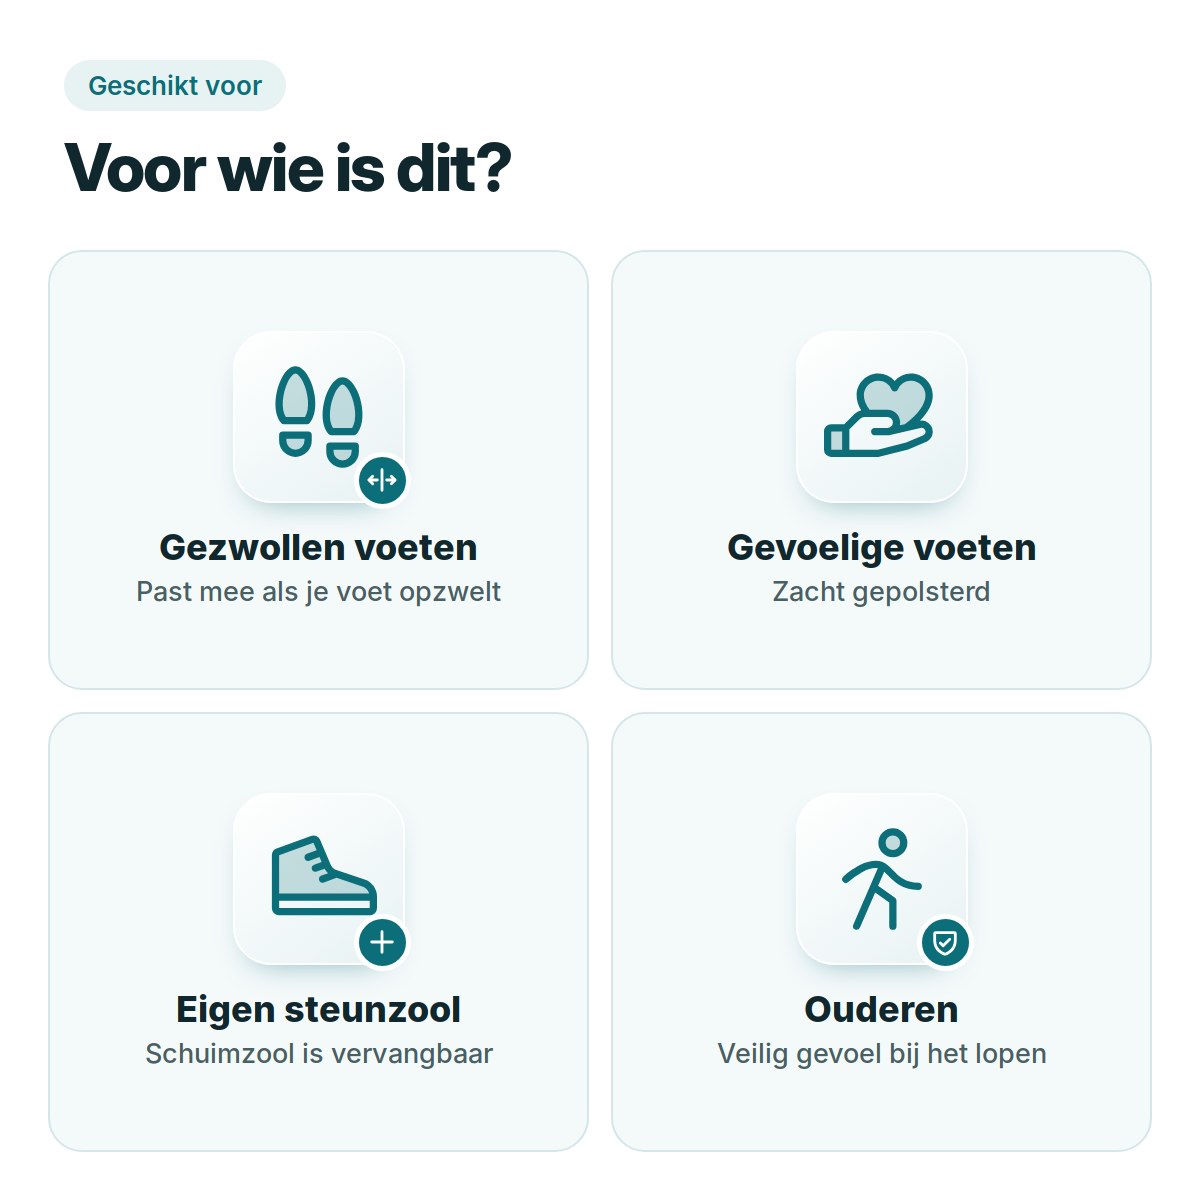 Geschikt voor
Voor wie is dit?
Gezwollen voeten
Past mee als je voet opzwelt
Gevoelige voeten
Zacht gepolsterd
Eigen steunzool
Schuimzool is vervangbaar
Ouderen
Veilig gevoel bij het lopen